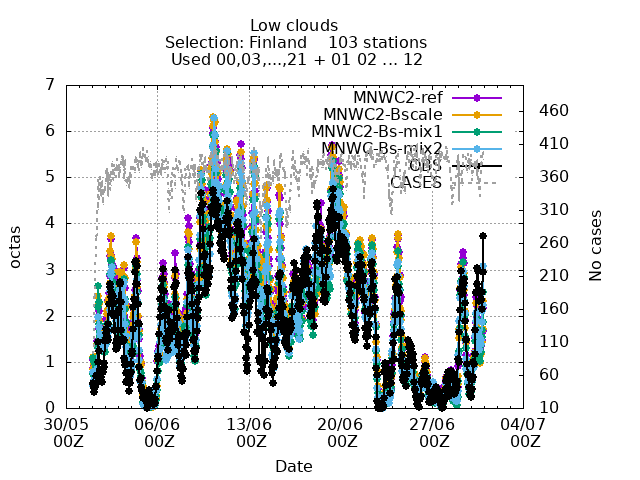 Low clouds
Selection: Finland    103 stations
Used 00,03,...,21 + 01 02 ... 12
MNWC2-ref
MNWC2-Bscale
MNWC2-Bs-mix1
MNWC-Bs-mix2
OBS
CASES
octas
7
6
5
4
3
2
1
0
No cases
460
410
360
310
260
210
160
110
60
10
30/05 06/06 13/06 20/06 27/06 04/07
00Z 00Z 00Z 00Z 00Z 00Z
Date